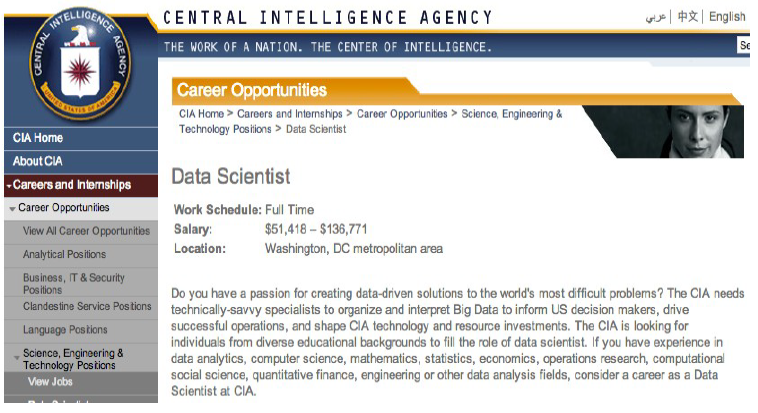 CENTRAL INTELLIGENCE AGENCY
عربي | 中文 | English
THE WORK OF A NATION. THE CENTER OF INTELLIGENCE.
Se
CENTRAL INTELLIGENCE AGENCY
UNITED STATES OF AMERICA
CIA Home
About CIA
Careers and Internships
Career Opportunities
View All Career Opportunities
Analytical Positions
Business, IT & Security
Positions
Clandestine Service Positions
Language Positions
Science, Engineering &
Technology Positions
View Jobs
Career Opportunities
CIA Home > Careers and Internships > Career Opportunities > Science, Engineering &
Technology Positions > Data Scientist
Data Scientist
Work Schedule: Full Time
Salary: $51,418 – $136,771
Location: Washington, DC metropolitan area
Do you have a passion for creating data-driven solutions to the world's most difficult problems? The CIA needs
technically-savvy specialists to organize and interpret Big Data to inform US decision makers, drive
successful operations, and shape CIA technology and resource investments. The CIA is looking for
individuals from diverse educational backgrounds to fill the role of data scientist. If you have experience in
data analytics, computer science, mathematics, statistics, economics, operations research, computational
social science, quantitative finance, engineering or other data analysis fields, consider a career as a Data
Scientist at CIA.